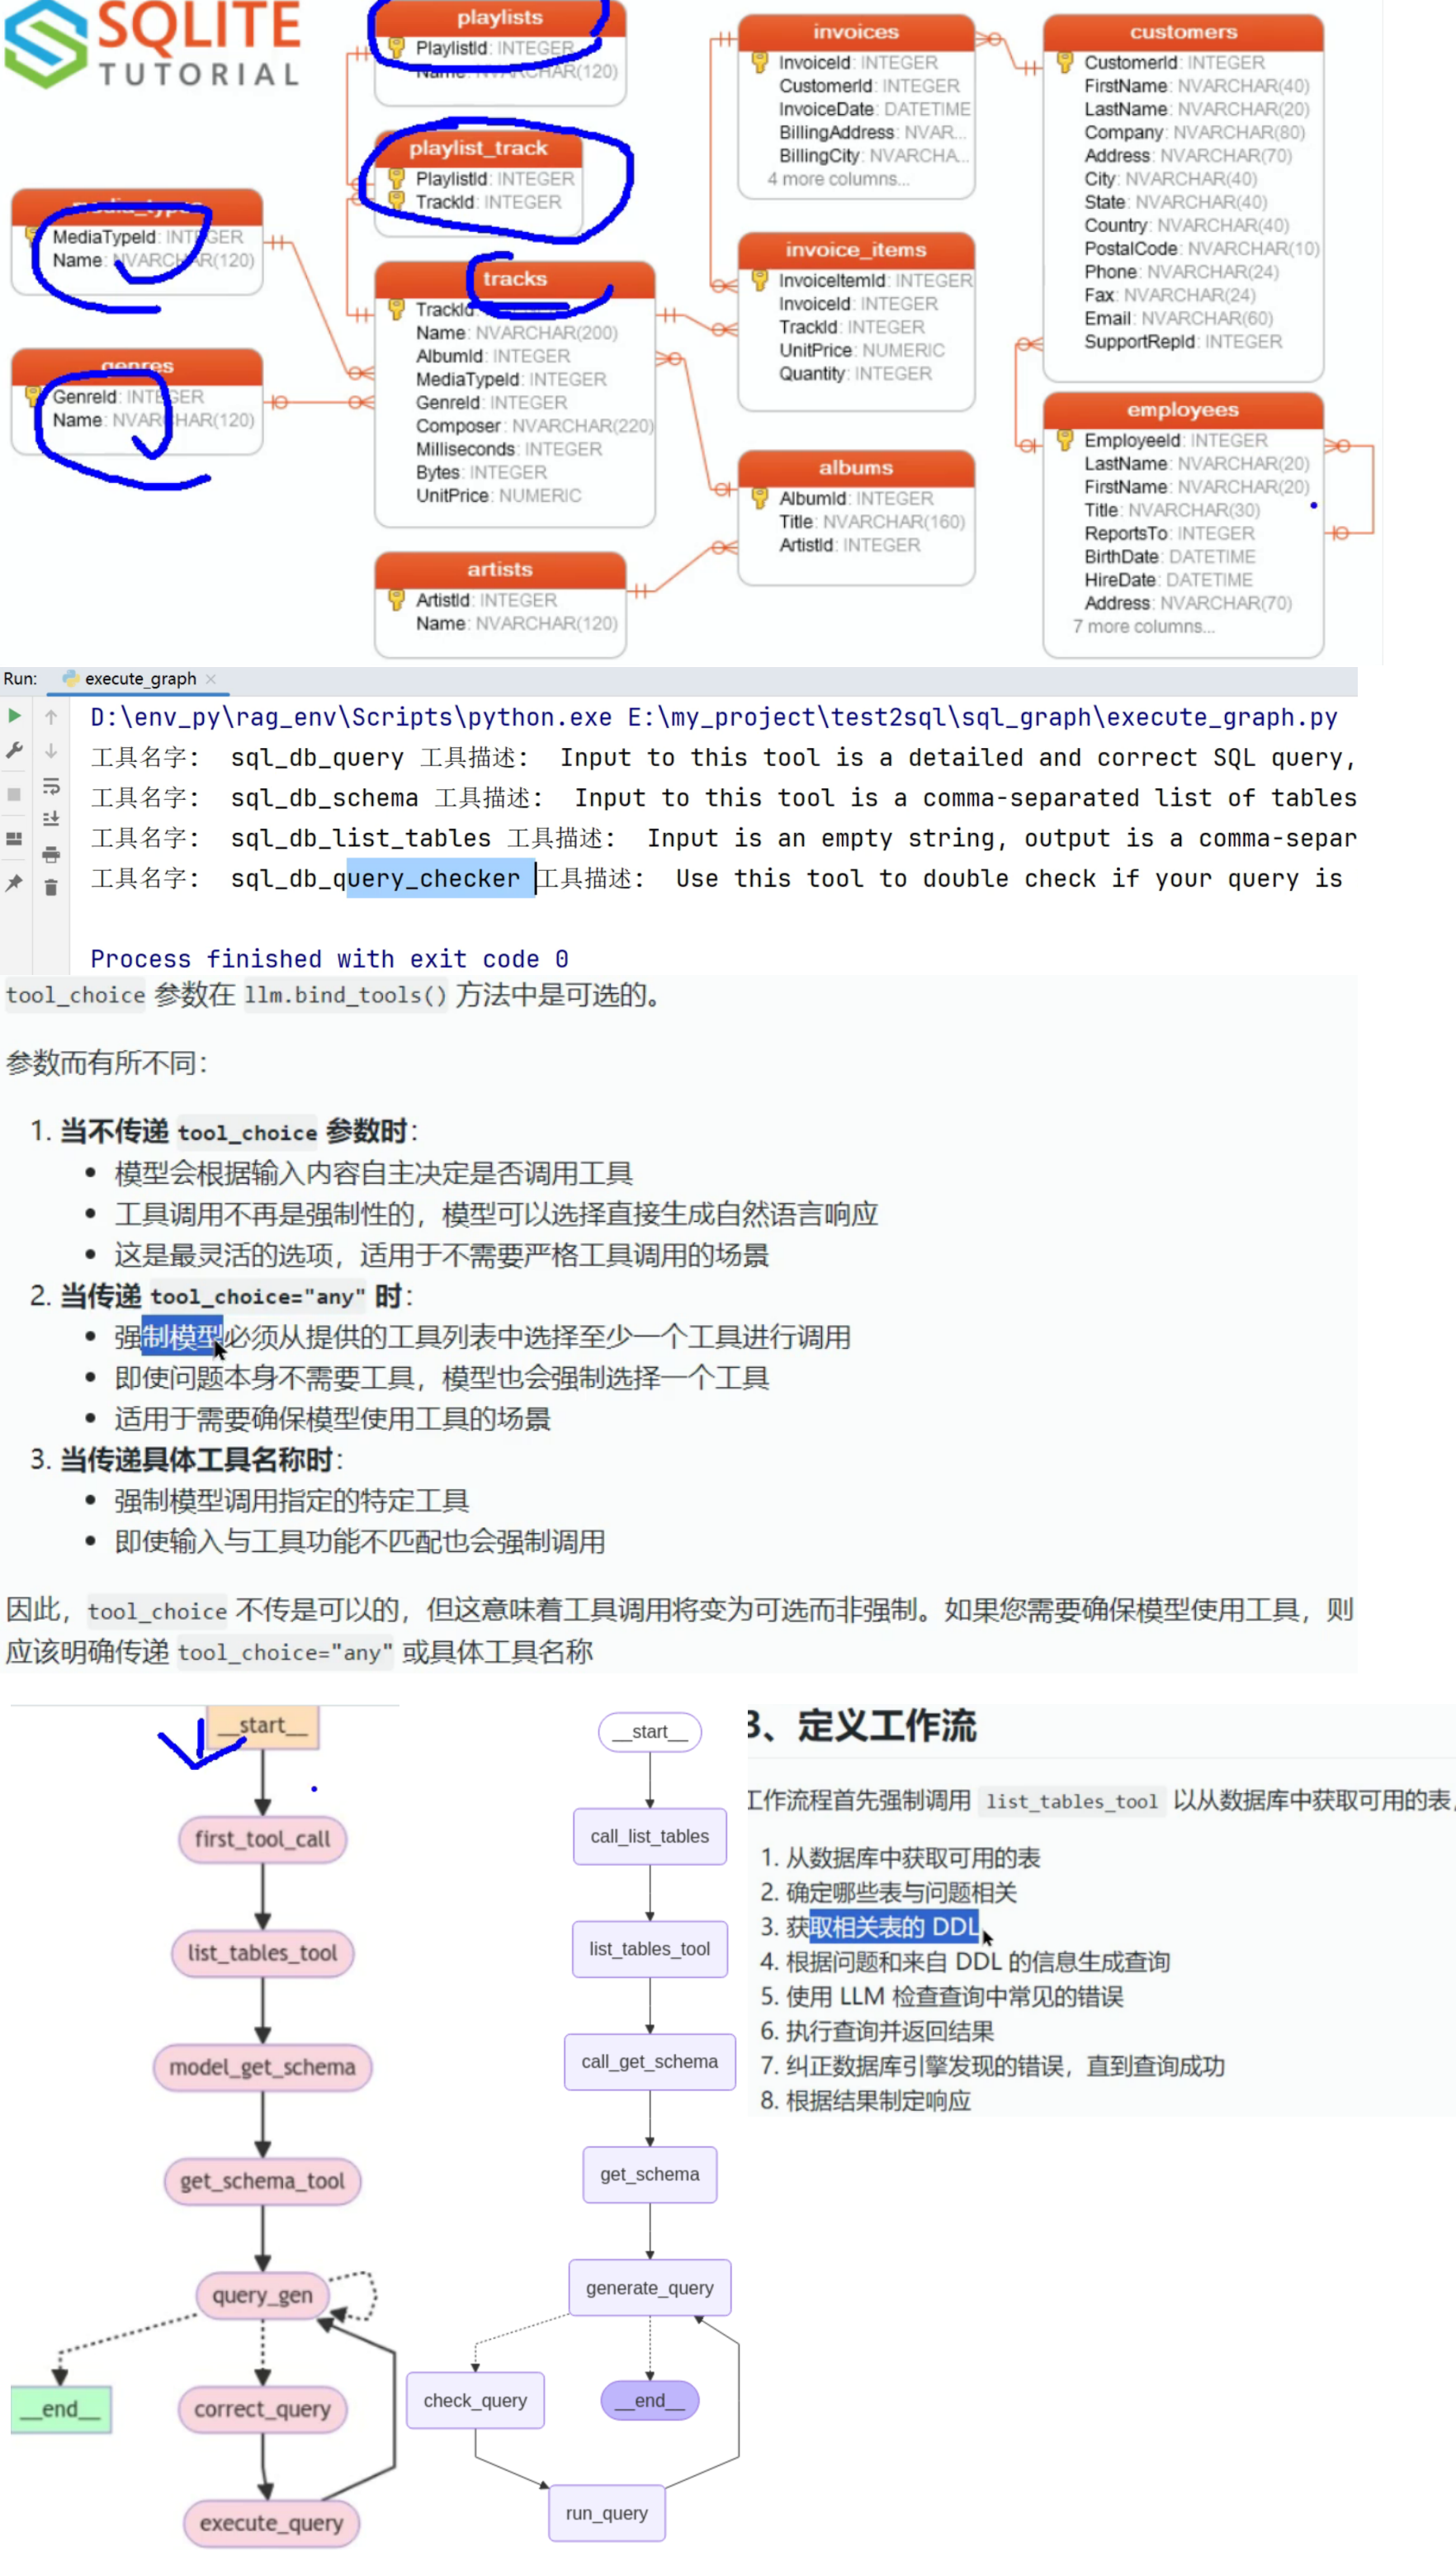 SQLITE
TUTORIAL
playlists
PlaylistId: INTEGER
Name: NVARCHAR(120)
playlist_track
PlaylistId: INTEGER
TrackId: INTEGER
media_types
MediaTypeId: INTEGER
Name: NVARCHAR(120)
genres
GenreId: INTEGER
Name: NVARCHAR(120)
tracks
TrackId:
Name: NVARCHAR(200)
AlbumId: INTEGER
MediaTypeId: INTEGER
GenreId: INTEGER
Composer: NVARCHAR(220)
Milliseconds: INTEGER
Bytes: INTEGER
UnitPrice: NUMERIC
artists
ArtistId: INTEGER
Name: NVARCHAR(120)
invoices
InvoiceId: INTEGER
CustomerId: INTEGER
InvoiceDate: DATETIME
BillingAddress: NVAR...
BillingCity: NVARCHA...
4 more columns...
invoice_items
InvoiceItemId: INTEGER
InvoiceId: INTEGER
TrackId: INTEGER
UnitPrice: NUMERIC
Quantity: INTEGER
albums
AlbumId: INTEGER
Title: NVARCHAR(160)
ArtistId: INTEGER
customers
CustomerId: INTEGER
FirstName: NVARCHAR(40)
LastName: NVARCHAR(20)
Company: NVARCHAR(80)
Address: NVARCHAR(70)
City: NVARCHAR(40)
State: NVARCHAR(40)
Country: NVARCHAR(40)
PostalCode: NVARCHAR(10)
Phone: NVARCHAR(24)
Fax: NVARCHAR(24)
Email: NVARCHAR(60)
SupportRepId: INTEGER
employees
EmployeeId: INTEGER
LastName: NVARCHAR(20)
FirstName: NVARCHAR(20)
Title: NVARCHAR(30)
ReportsTo: INTEGER
BirthDate: DATETIME
HireDate: DATETIME
Address: NVARCHAR(70)
7 more columns...
Run: execute_graph
D:\env_py\rag_env\Scripts\python.exe E:\my_project\test2sql\sql_graph\execute_graph.py
工具名字: sql_db_query 工具描述: Input to this tool is a detailed and correct SQL query,
工具名字: sql_db_schema 工具描述: Input to this tool is a comma-separated list of tables
工具名字: sql_db_list_tables 工具描述: Input is an empty string, output is a comma-separ
工具名字: sql_db_query_checker 工具描述: Use this tool to double check if your query is
Process finished with exit code 0
tool_choice 参数在 llm.bind_tools() 方法中是可选的。
参数而有所不同：
1. 当不传递 tool_choice 参数时：
• 模型会根据输入内容自主决定是否调用工具
• 工具调用不再是强制性的，模型可以选择直接生成自然语言响应
• 这是最灵活的选项，适用于不需要严格工具调用的场景
2. 当传递 tool_choice="any" 时：
• 强制模型必须从提供的工具列表中选择至少一个工具进行调用
• 即使问题本身不需要工具，模型也会强制选择一个工具
• 适用于需要确保模型使用工具的场景
3. 当传递具体工具名称时：
• 强制模型调用指定的特定工具
• 即使输入与工具功能不匹配也会强制调用
因此，tool_choice 不传是可以的，但这意味着工具调用将变为可选而非强制。如果您需要确保模型使用工具，则
应该明确传递 tool_choice="any" 或具体工具名称
__start__
first_tool_call
list_tables_tool
model_get_schema
get_schema_tool
query_gen
__end__
correct_query
execute_query
__start__
call_list_tables
list_tables_tool
call_get_schema
get_schema
generate_query
check_query
__end__
run_query
3、定义工作流
工作流程首先强制调用 list_tables_tool 以从数据库中获取可用的表,
1. 从数据库中获取可用的表
2. 确定哪些表与问题相关
3. 获取相关表的 DDL
4. 根据问题和来自 DDL 的信息生成查询
5. 使用 LLM 检查查询中常见的错误
6. 执行查询并返回结果
7. 纠正数据库引擎发现的错误，直到查询成功
8. 根据结果制定响应